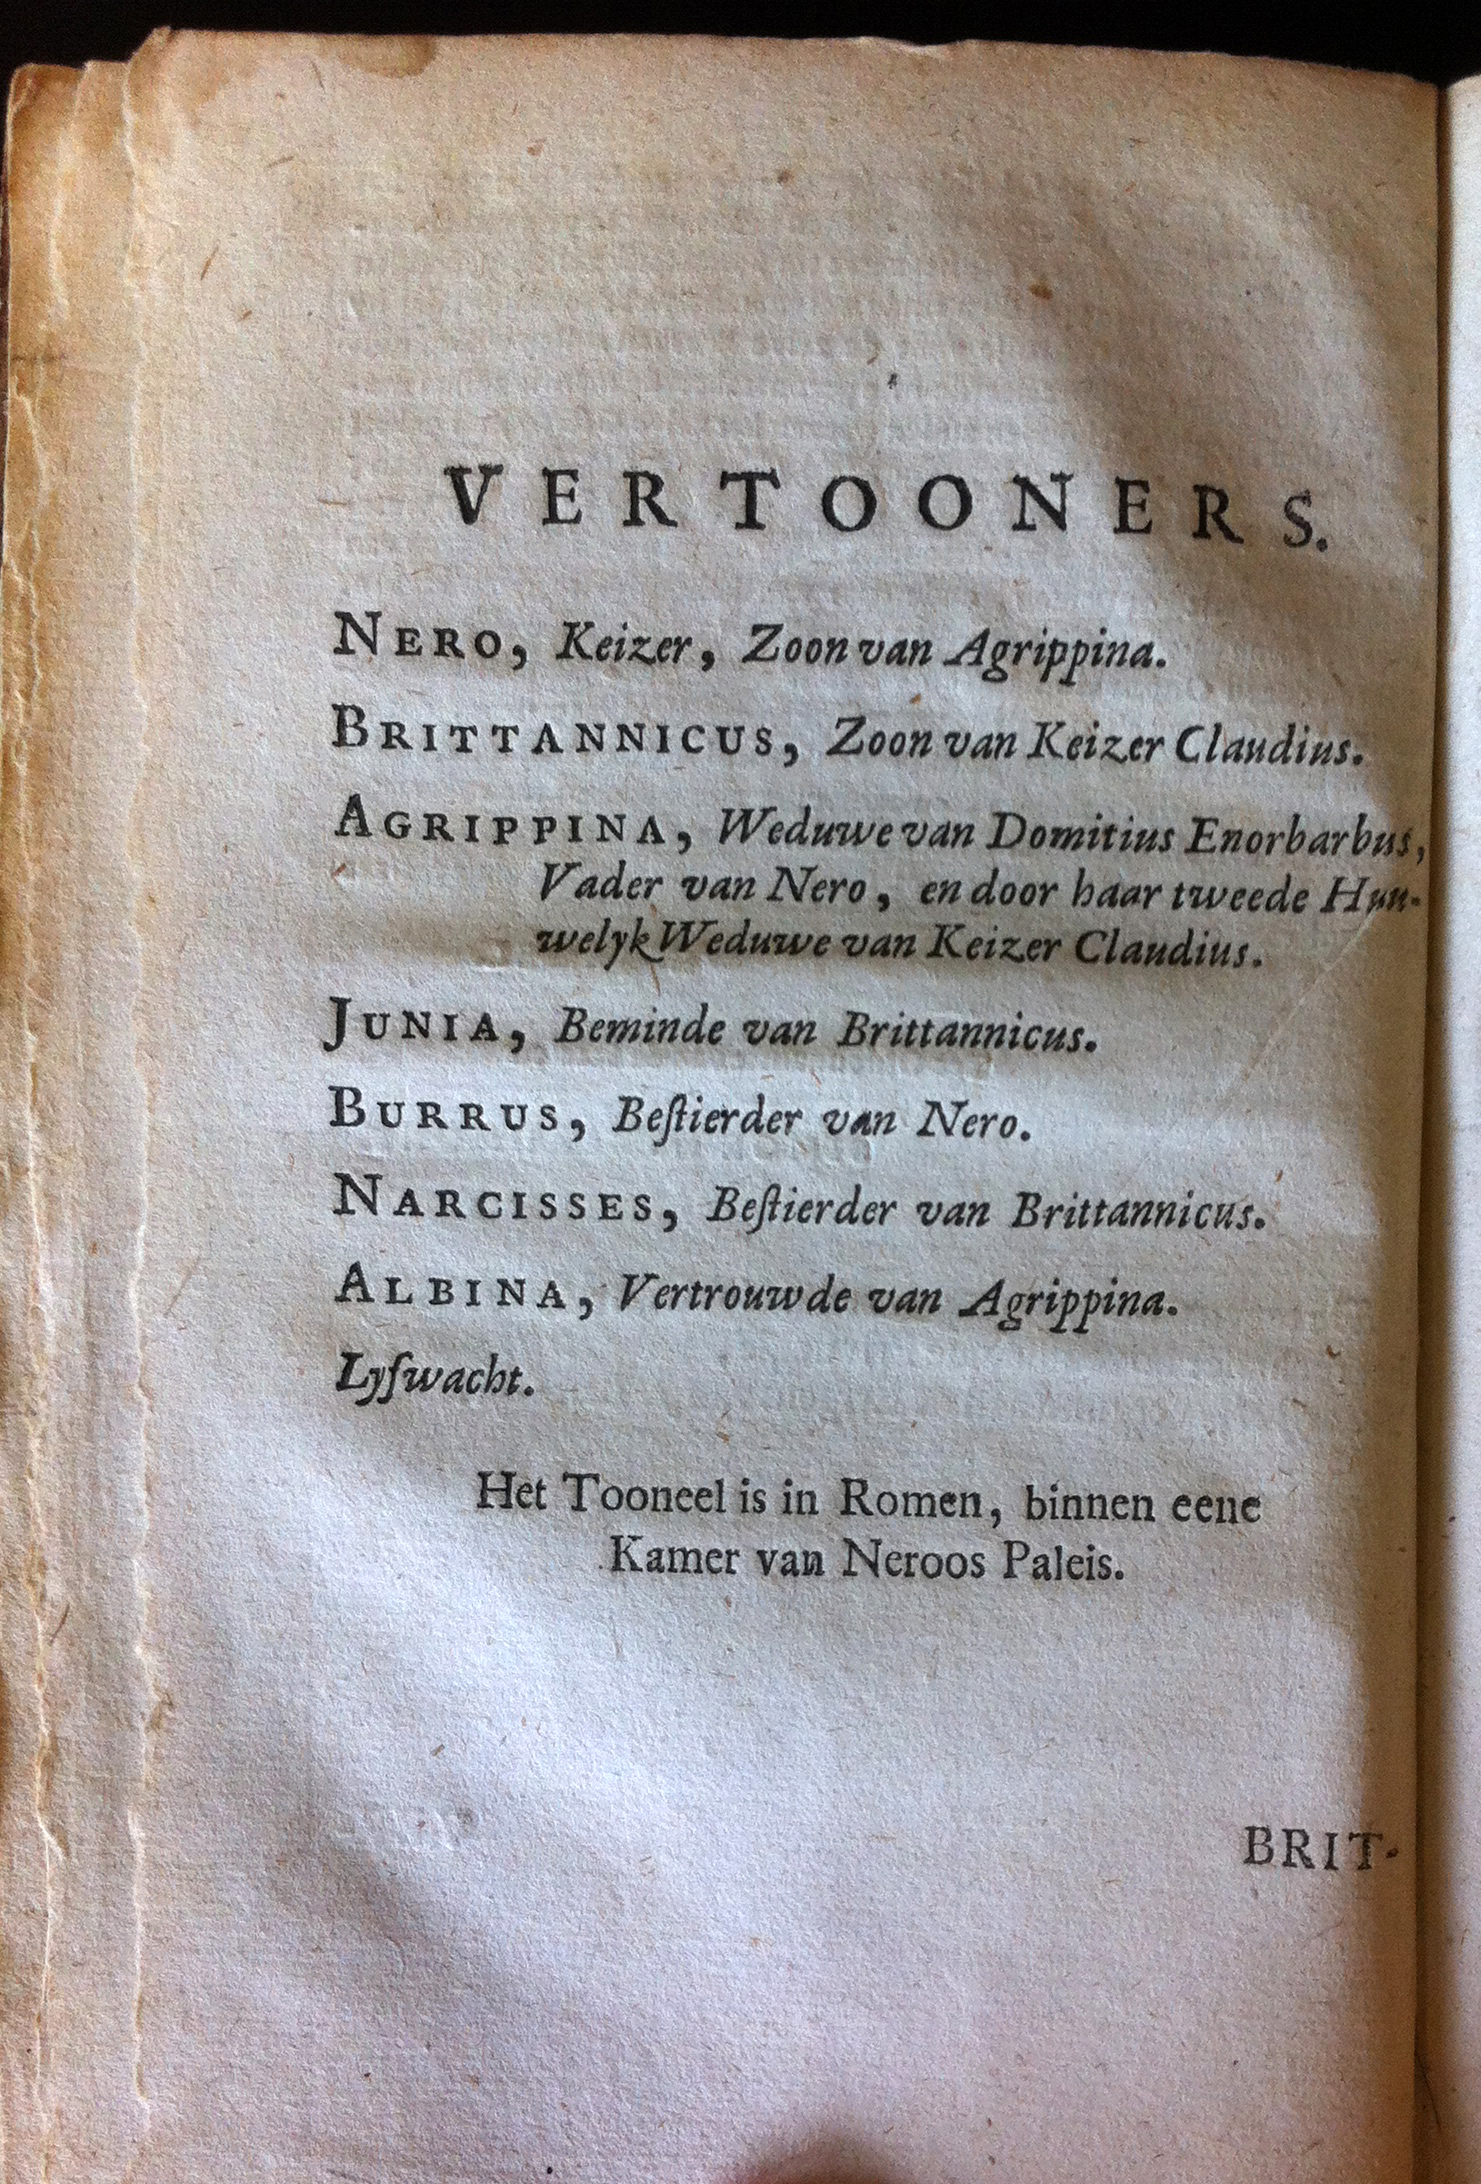 VERTOONERS.
NERO, Keizer, Zoon van Agrippina.
BRITTANNICUS, Zoon van Keizer Claudius.
AGRIPPINA, Weduwe van Domitius Enorbarbus,
Vader van Nero, en door haar tweede Huu-
welyk Weduwe van Keizer Claudius.
JUNIA, Beminde van Brittannicus.
BURRUS, Beſtierder van Nero.
NARCISSES, Beſtierder van Brittannicus.
ALBINA, Vertrouwde van Agrippina.
Lyſwacht.
Het Tooneel is in Romen, binnen eene
Kamer van Neroos Paleis.
BRIT-